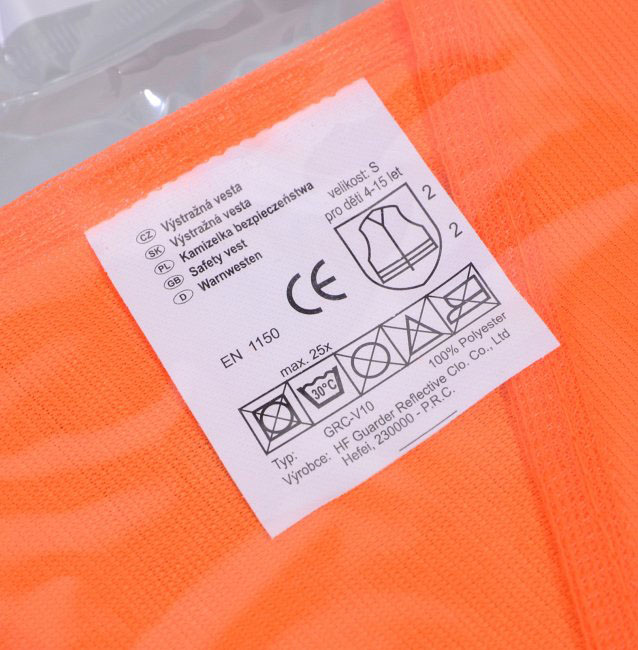 CZ Výstražná vesta
SK Výstražná vesta
PL Kamizelka bezpieczeństwa
GB Safety vest
D Warnwesten
velikost: S
pro děti 4-15 let
2
2
CE
EN 1150
max. 25x
30°C
100% Polyester
Typ: GRC-V10
Výrobce: HF Guarder Reflective Clo. Co., Ltd
Hefei, 230000 - P.R.C.